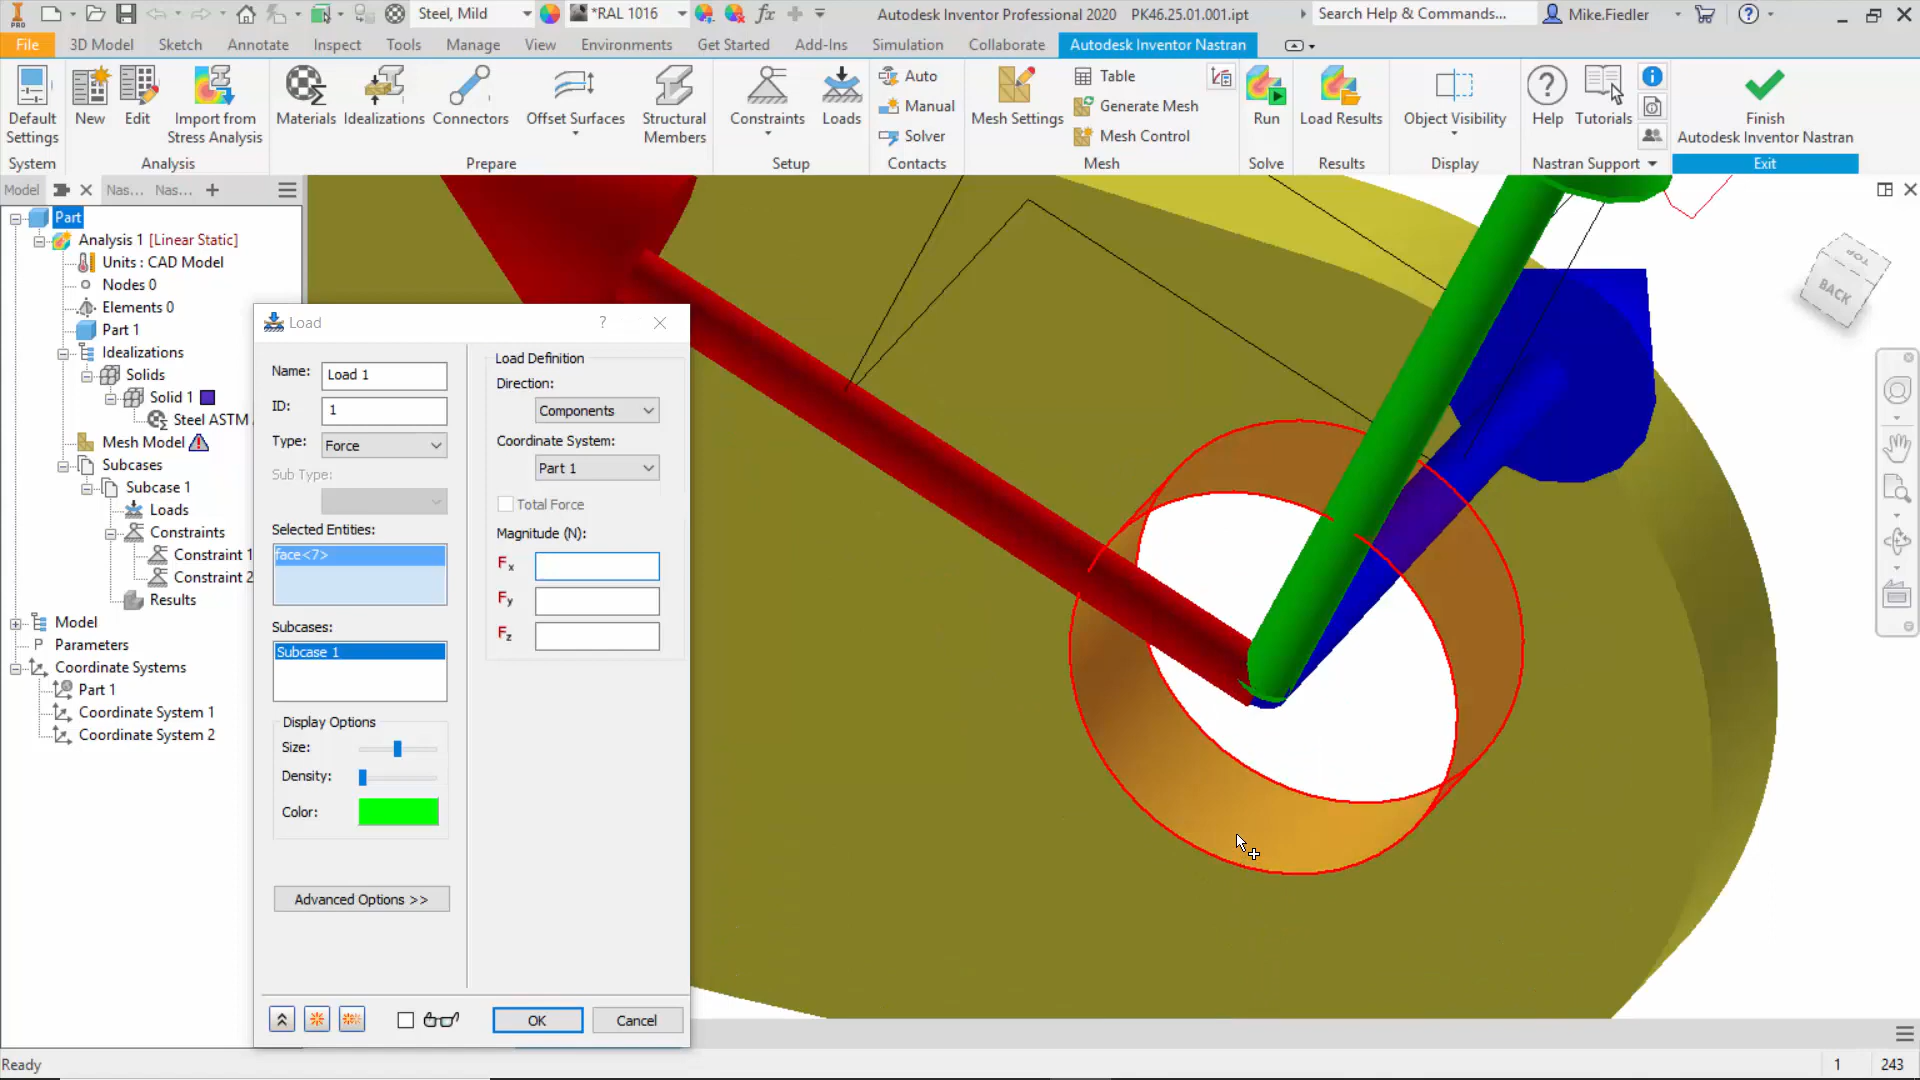 Steel, Mild
*RAL 1016
Autodesk Inventor Professional 2020 PK46.25.01.001.ipt
Search Help & Commands...
Mike.Fiedler
File 3D Model Sketch Annotate Inspect Tools Manage View Environments Get Started Add-Ins Simulation Collaborate Autodesk Inventor Nastran
Default Settings
New
Edit
Import from Stress Analysis
Materials
Idealizations
Connectors
Offset Surfaces
Structural Members
Constraints
Loads
Auto
Manual
Solver
Mesh Settings
Table
Generate Mesh
Mesh Control
Run
Load Results
Object Visibility
Help
Tutorials
Finish
Autodesk Inventor Nastran
System Analysis Prepare Setup Contacts Mesh Solve Results Display Nastran Support Exit
Model Nas... Nas...
Part
Analysis 1 [Linear Static]
Units : CAD Model
Nodes 0
Elements 0
Part 1
Idealizations
Solids
Solid 1
Steel ASTM
Mesh Model
Subcases
Subcase 1
Loads
Constraints
Constraint 1
Constraint 2
Results
Model
Parameters
Coordinate Systems
Part 1
Coordinate System 1
Coordinate System 2
Load
Name: Load 1
ID: 1
Type: Force
Sub Type:
Selected Entities:
face<7>
Subcases:
Subcase 1
Display Options
Size:
Density:
Color:
Advanced Options >>
Load Definition
Direction:
Components
Coordinate System:
Part 1
Total Force
Magnitude (N):
Fx
Fy
Fz
OK
Cancel
TOP
BACK
Ready
1 243